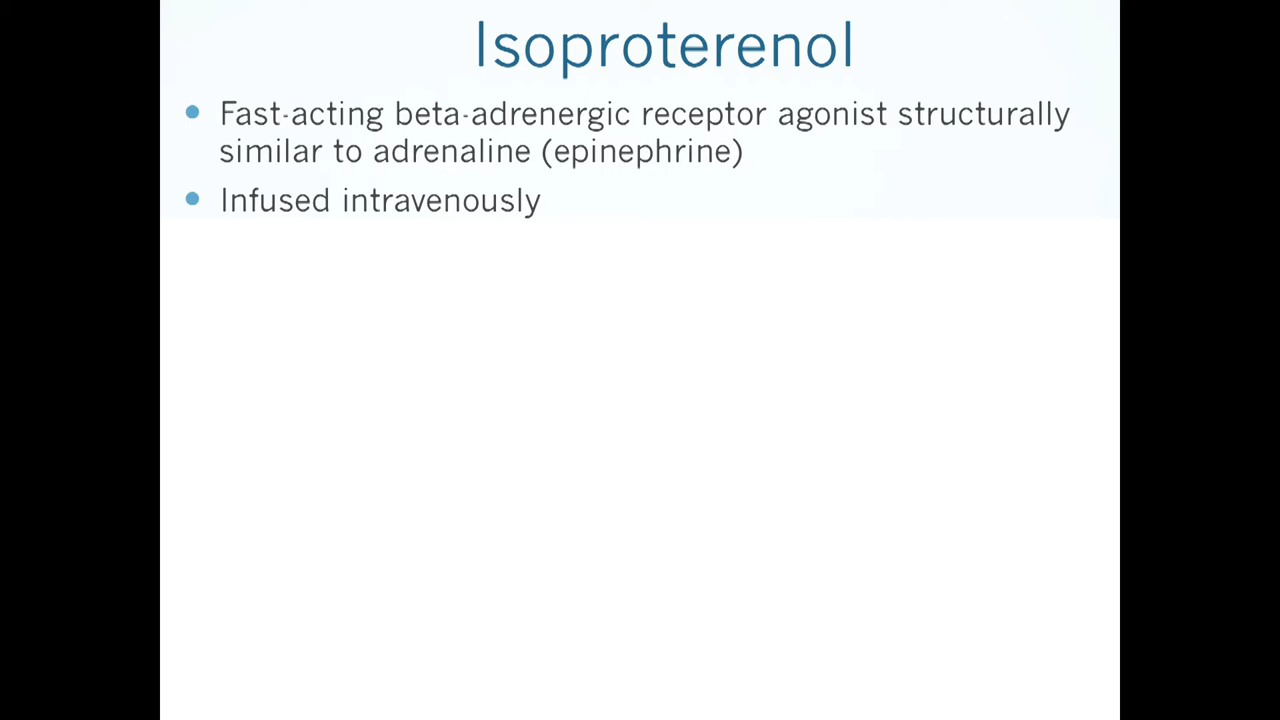 Isoproterenol
• Fast-acting beta-adrenergic receptor agonist structurally
similar to adrenaline (epinephrine)
• Infused intravenously